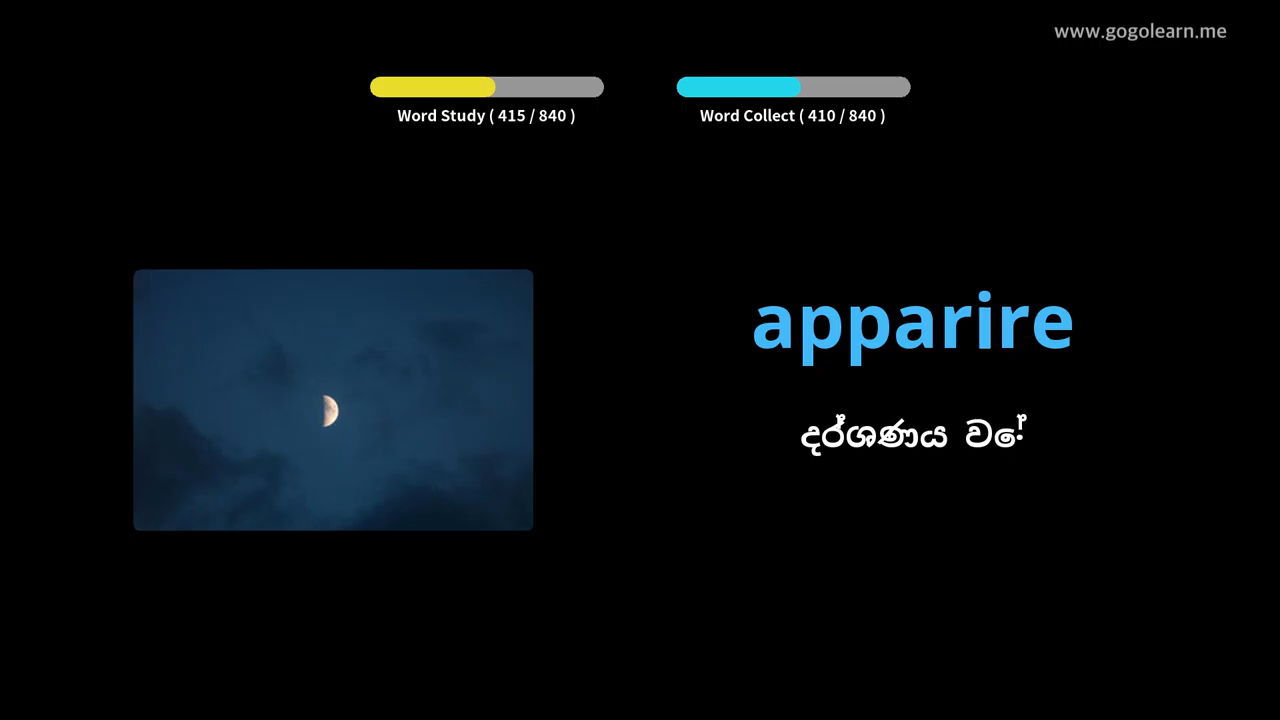 www.gogolearn.me
Word Study ( 415 / 840 )
Word Collect ( 410 / 840 )
apparire
දර්ශණය වේ.